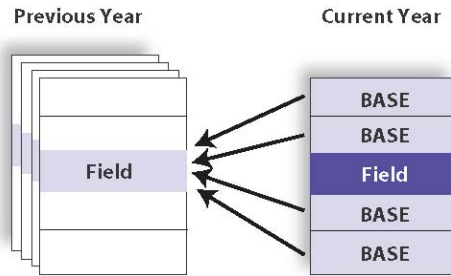 Previous Year
Current Year
Field
BASE
BASE
Field
BASE
BASE